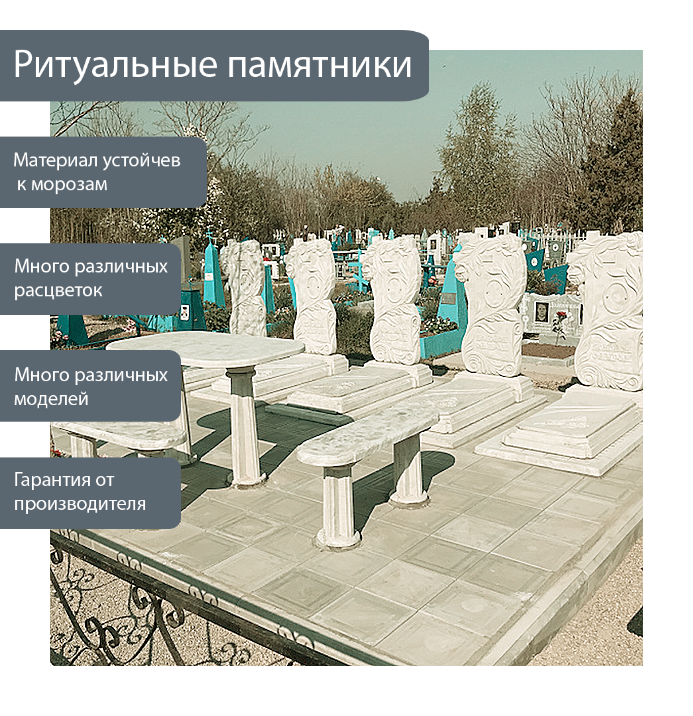 Ритуальные памятники
Материал устойчев
к морозам
Много различных
расцветок
Много различных
моделей
Гарантия от
производителя